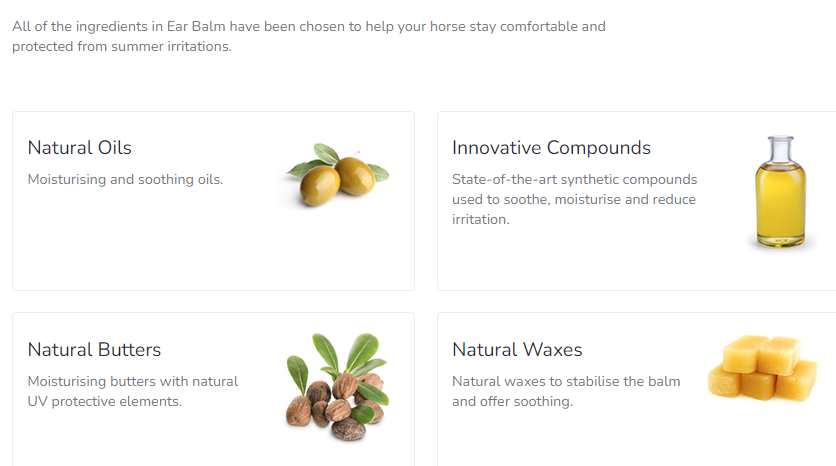 All of the ingredients in Ear Balm have been chosen to help your horse stay comfortable and
protected from summer irritations.
Natural Oils
Moisturising and soothing oils.
Innovative Compounds
State-of-the-art synthetic compounds
used to soothe, moisturise and reduce
irritation.
Natural Butters
Moisturising butters with natural
UV protective elements.
Natural Waxes
Natural waxes to stabilise the balm
and offer soothing.